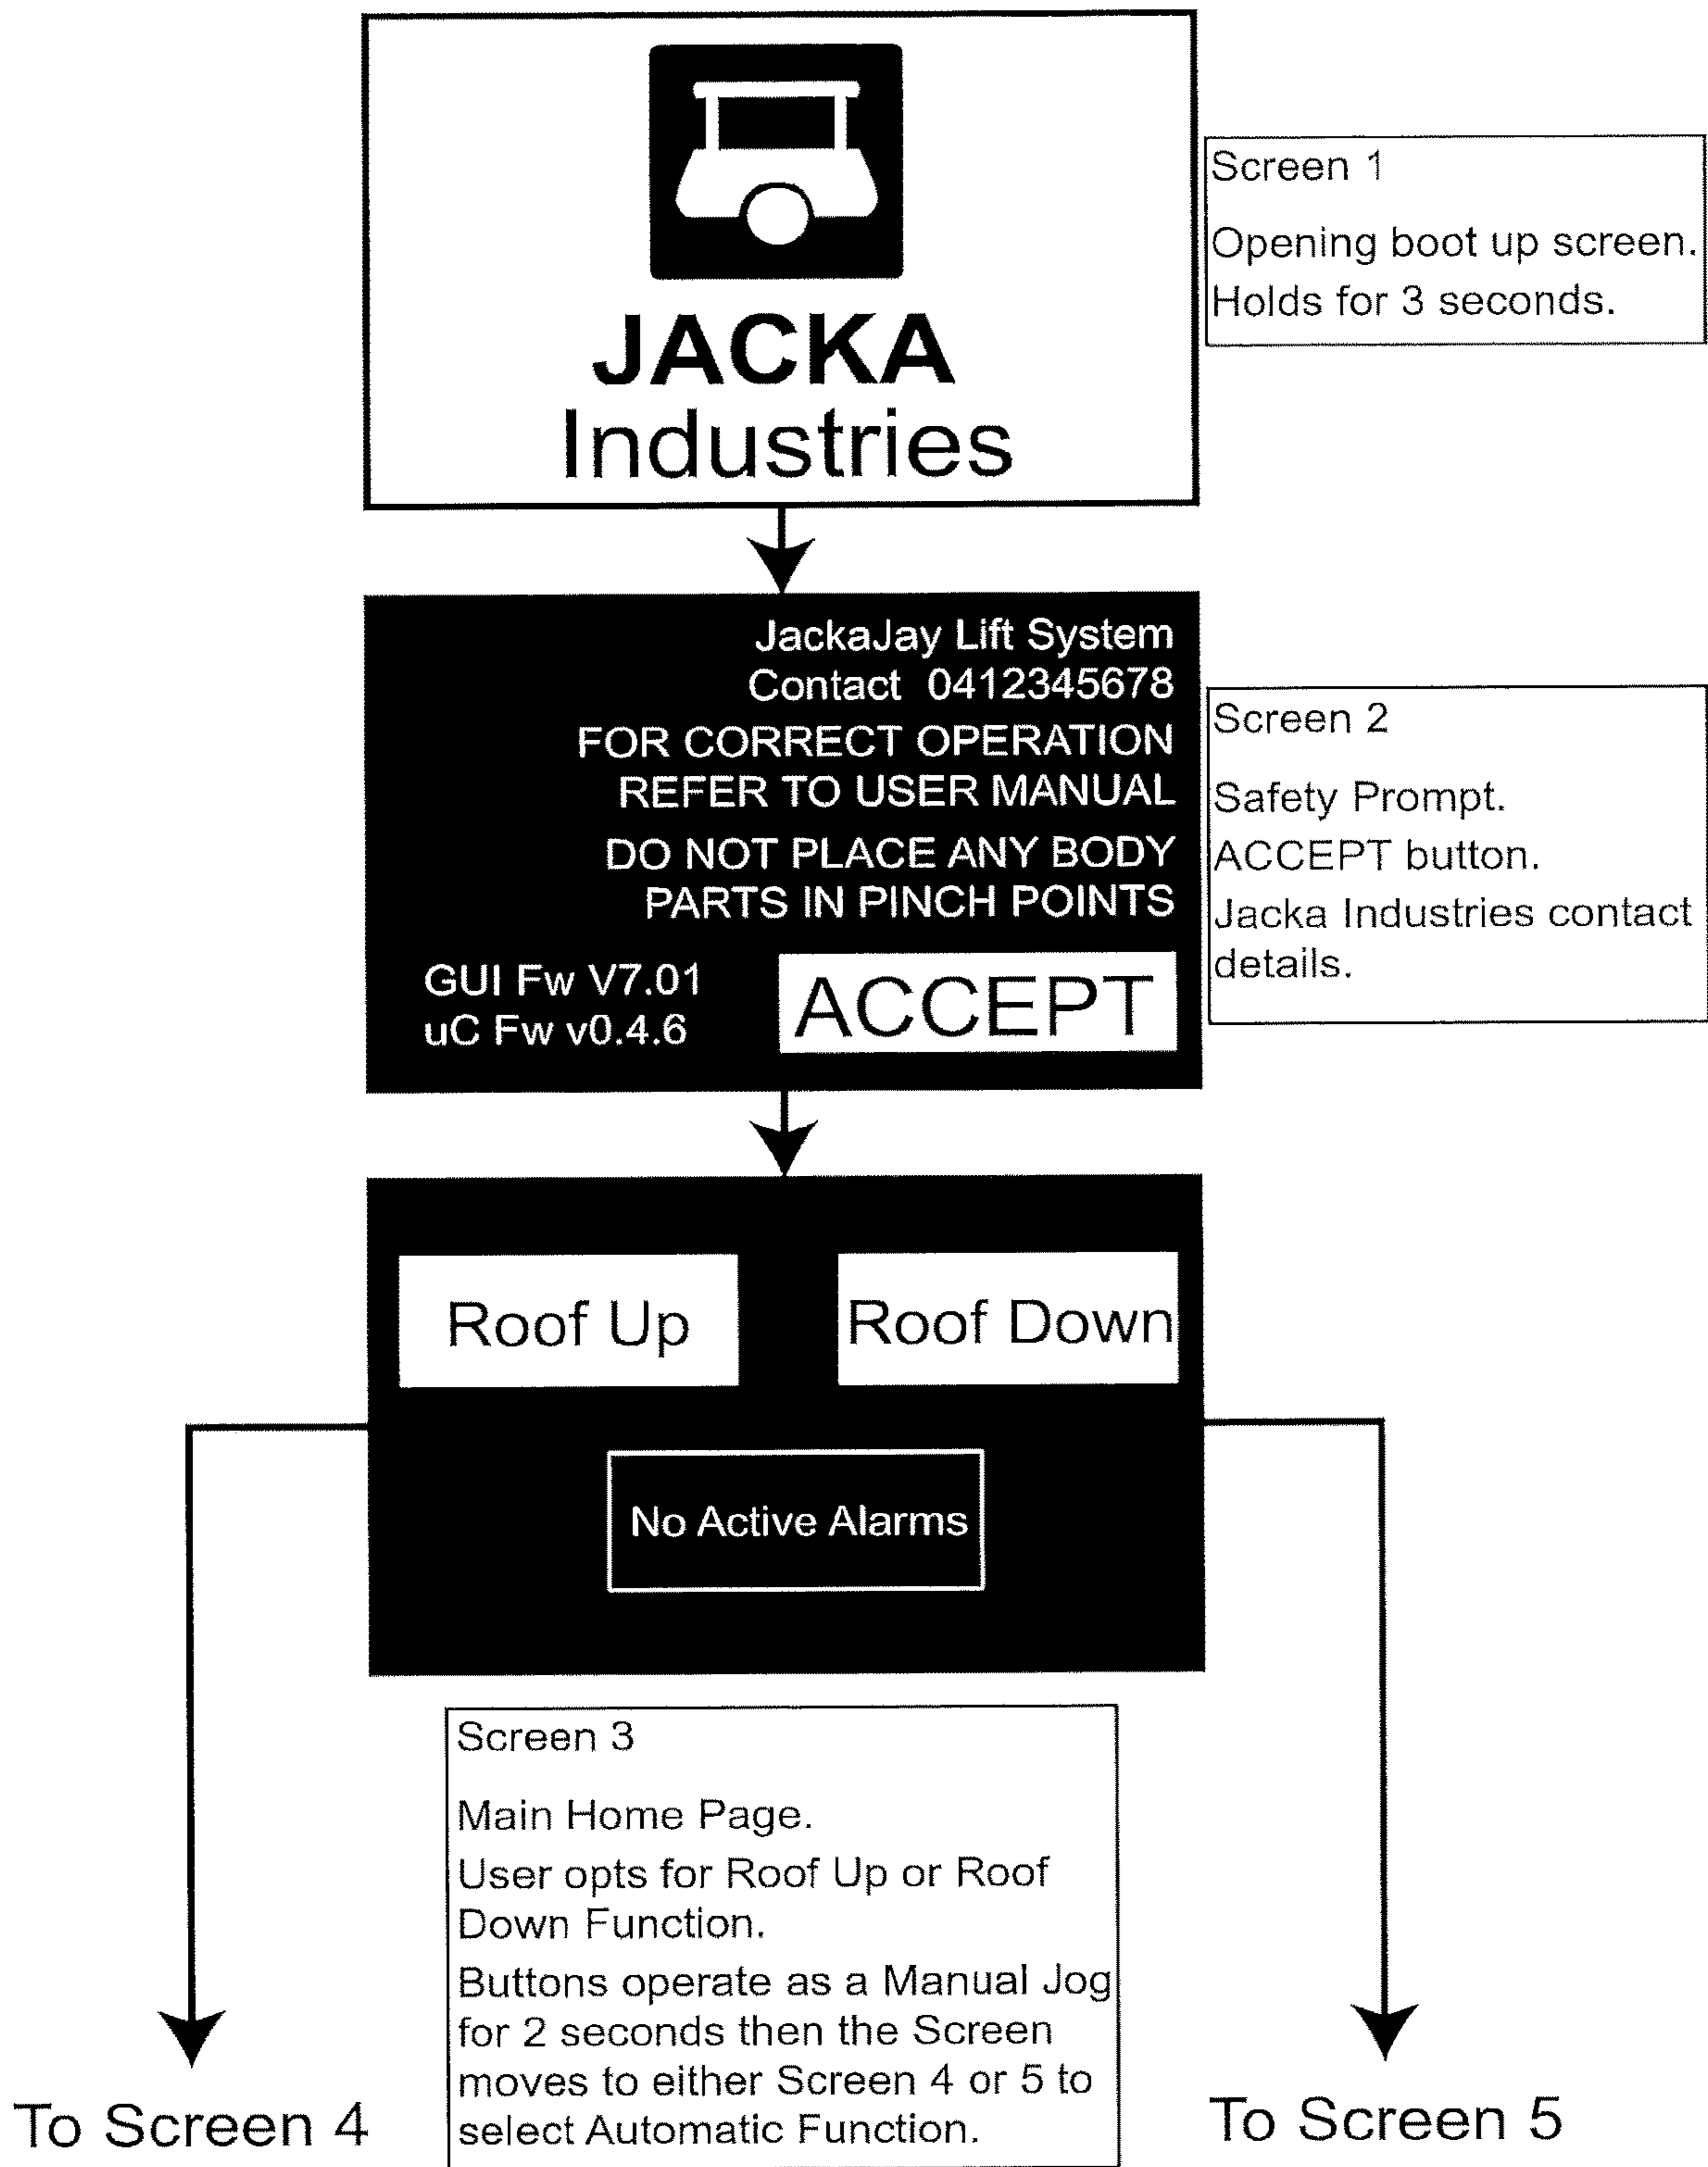 JACKA
Industries
Screen 1
Opening boot up screen.
Holds for 3 seconds.
JackaJay Lift System
Contact 0412345678
FOR CORRECT OPERATION
REFER TO USER MANUAL
DO NOT PLACE ANY BODY
PARTS IN PINCH POINTS
GUI Fw V7.01
uC Fw v0.4.6
ACCEPT
Screen 2
Safety Prompt.
ACCEPT button.
Jacka Industries contact
details.
Roof Up
Roof Down
No Active Alarms
Screen 3
Main Home Page.
User opts for Roof Up or Roof
Down Function.
Buttons operate as a Manual Jog
for 2 seconds then the Screen
moves to either Screen 4 or 5 to
select Automatic Function.
To Screen 4
To Screen 5